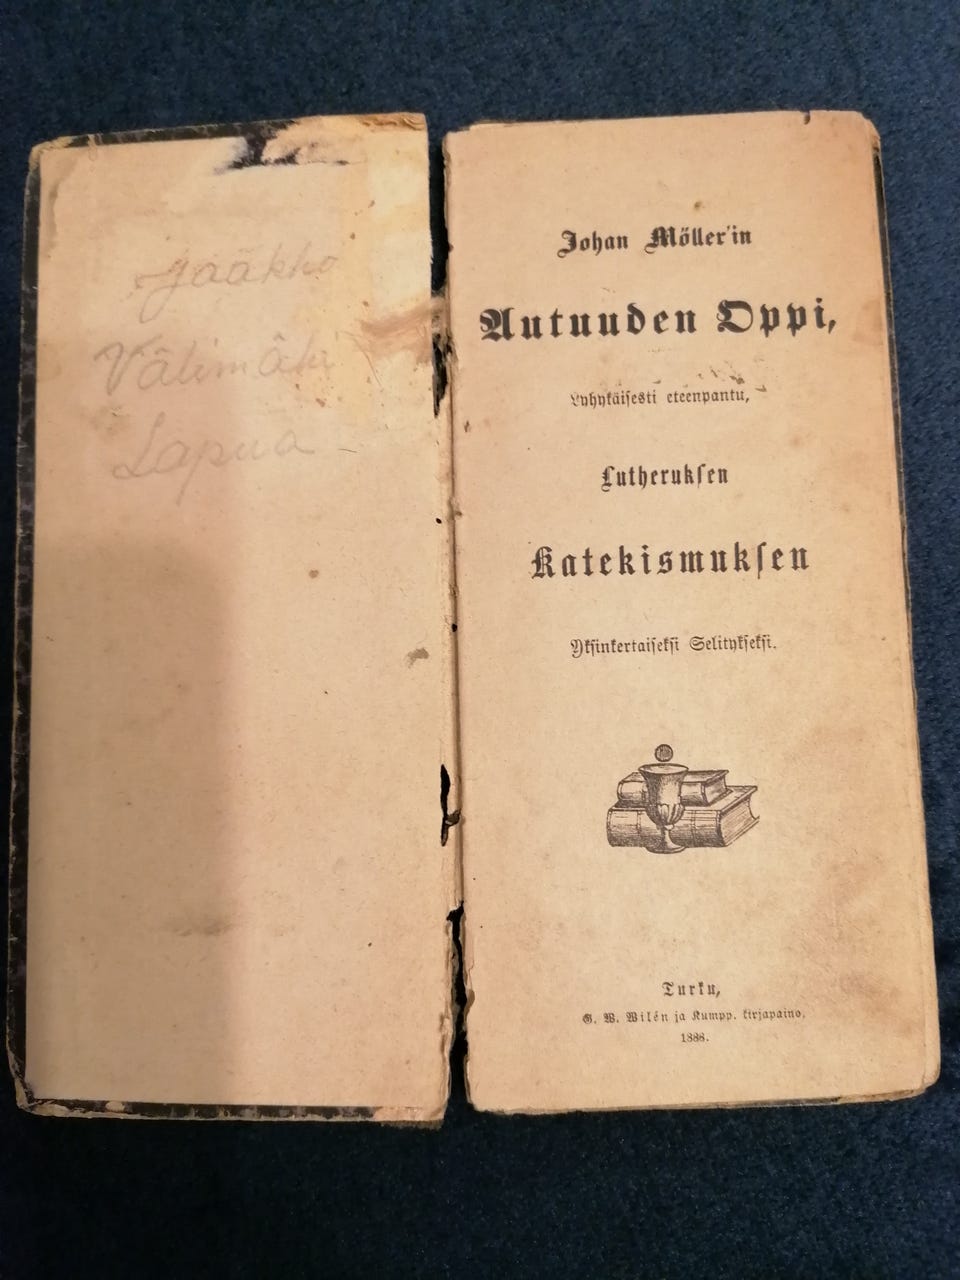 Jääkko
Välimäki
Lapua
Johan Möller'in
Autuuden Oppi,
Lyhykäisesti eteenpantu,
Lutheruksen
Katekismuksen
Yksinkertaiseksi Selitykseksi.
Turku,
G. W. Wilén ja Kumpp. kirjapaino,
1888.